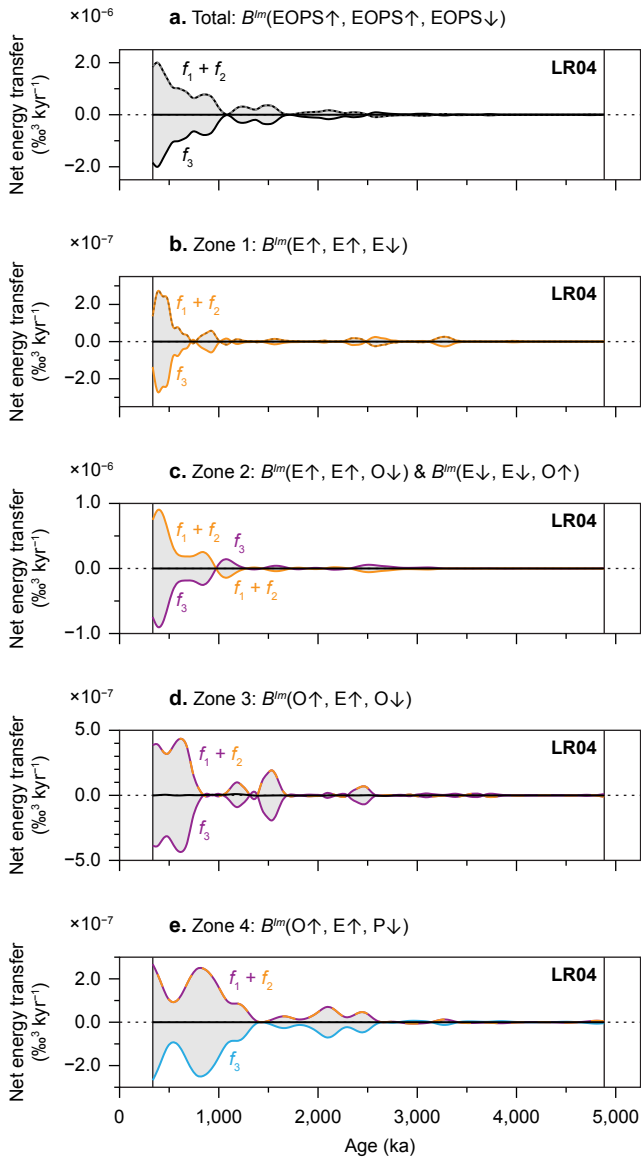 a. Total: Bˡᵐ(EOPS↑, EOPS↑, EOPS↓)
×10⁻⁶
Net energy transfer
(‰³ kyr⁻¹)
2.0
0.0
−2.0
f₁ + f₂
f₃
LR04
b. Zone 1: Bˡᵐ(E↑, E↑, E↓)
×10⁻⁷
Net energy transfer
(‰³ kyr⁻¹)
2.0
0.0
−2.0
f₁ + f₂
f₃
LR04
c. Zone 2: Bˡᵐ(E↑, E↑, O↓) & Bˡᵐ(E↓, E↓, O↑)
×10⁻⁶
Net energy transfer
(‰³ kyr⁻¹)
1.0
0.0
−1.0
f₁ + f₂
f₃
f₃
f₁ + f₂
LR04
d. Zone 3: Bˡᵐ(O↑, E↑, O↓)
×10⁻⁷
Net energy transfer
(‰³ kyr⁻¹)
5.0
0.0
−5.0
f₁ + f₂
f₃
LR04
e. Zone 4: Bˡᵐ(O↑, E↑, P↓)
×10⁻⁷
Net energy transfer
(‰³ kyr⁻¹)
2.0
0.0
−2.0
f₁ + f₂
f₃
LR04
0 1,000 2,000 3,000 4,000 5,000
Age (ka)